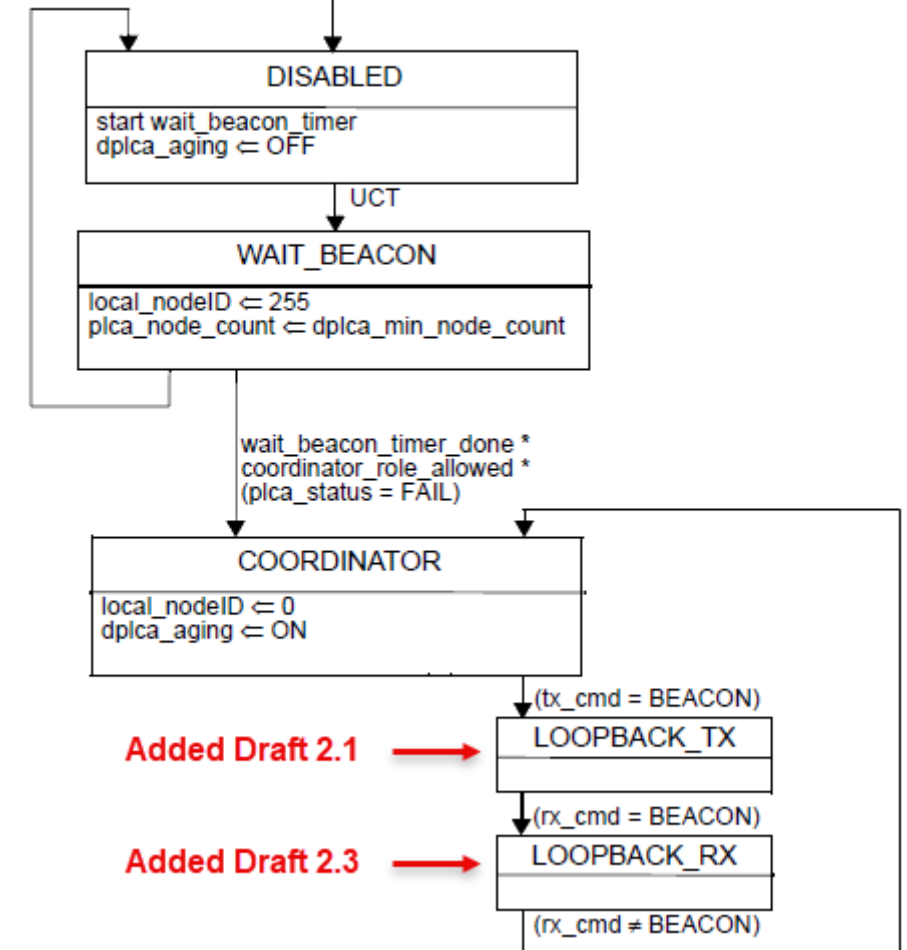 DISABLED
start wait_beacon_timer
dplca_aging ⇐ OFF
UCT
WAIT_BEACON
local_nodeID ⇐ 255
plca_node_count ⇐ dplca_min_node_count
wait_beacon_timer_done *
coordinator_role_allowed *
(plca_status = FAIL)
COORDINATOR
local_nodeID ⇐ 0
dplca_aging ⇐ ON
(tx_cmd = BEACON)
Added Draft 2.1
LOOPBACK_TX
(rx_cmd = BEACON)
Added Draft 2.3
LOOPBACK_RX
(rx_cmd ≠ BEACON)